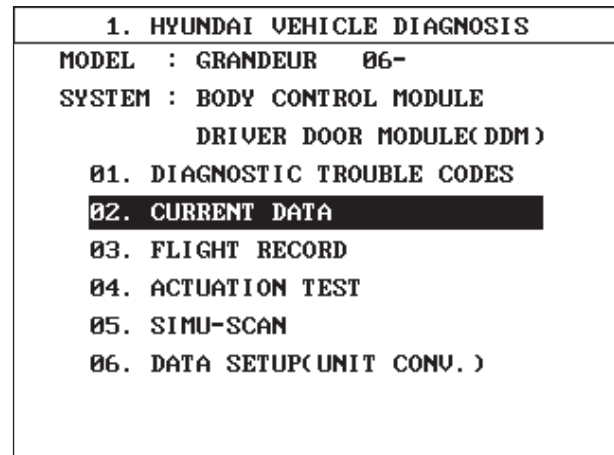 1. HYUNDAI VEHICLE DIAGNOSIS
MODEL : GRANDEUR 06-
SYSTEM : BODY CONTROL MODULE
DRIVER DOOR MODULE(DDM)
01. DIAGNOSTIC TROUBLE CODES
02. CURRENT DATA
03. FLIGHT RECORD
04. ACTUATION TEST
05. SIMU-SCAN
06. DATA SETUP(UNIT CONV.)